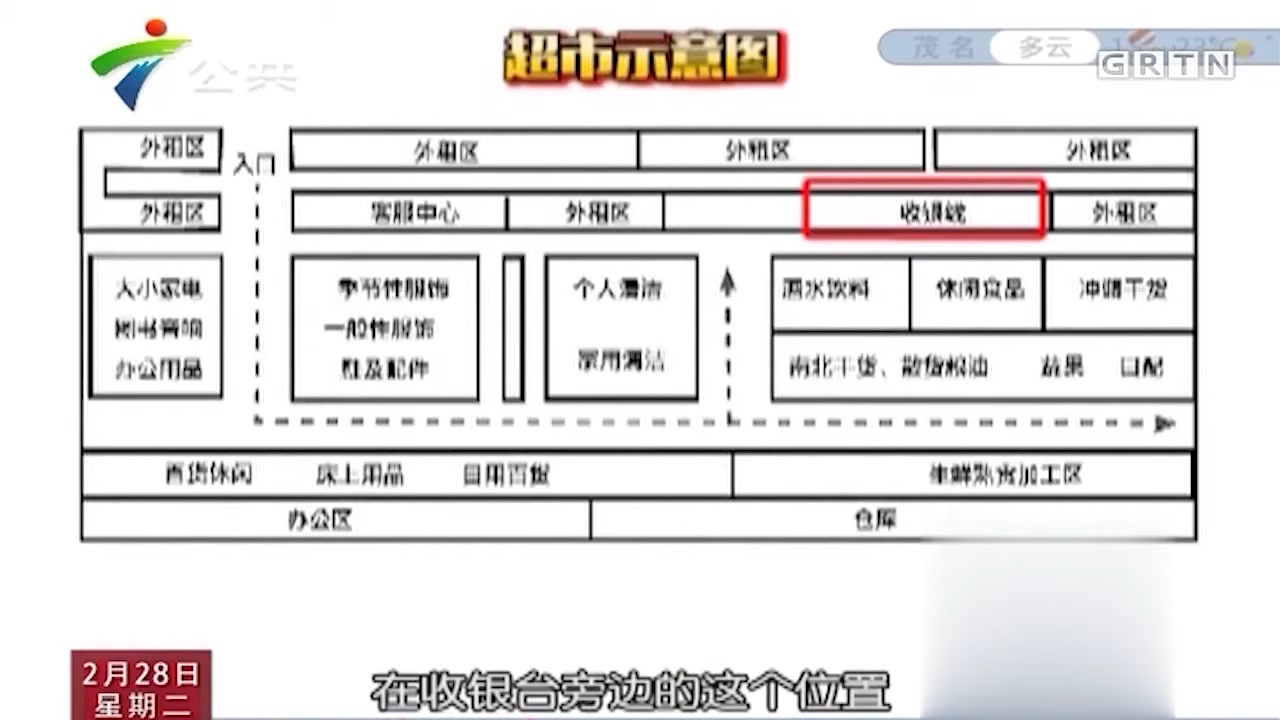 公共
超市示意图
茂名 多云
GRTN
外租区
入口
外租区
外租区
外租区
外租区
客服中心
外租区
收银线
外租区
大小家电
图书音响
办公用品
季节性服饰
一般性服饰
鞋及配件
个人清洁
家用清洁
酒水饮料
休闲食品
冲调干货
南北干货、散货粮油 蔬果 日配
百货休闲 床上用品 日用百货
生鲜熟食加工区
办公区
仓库
2月28日
星期二
在收银台旁边的这个位置